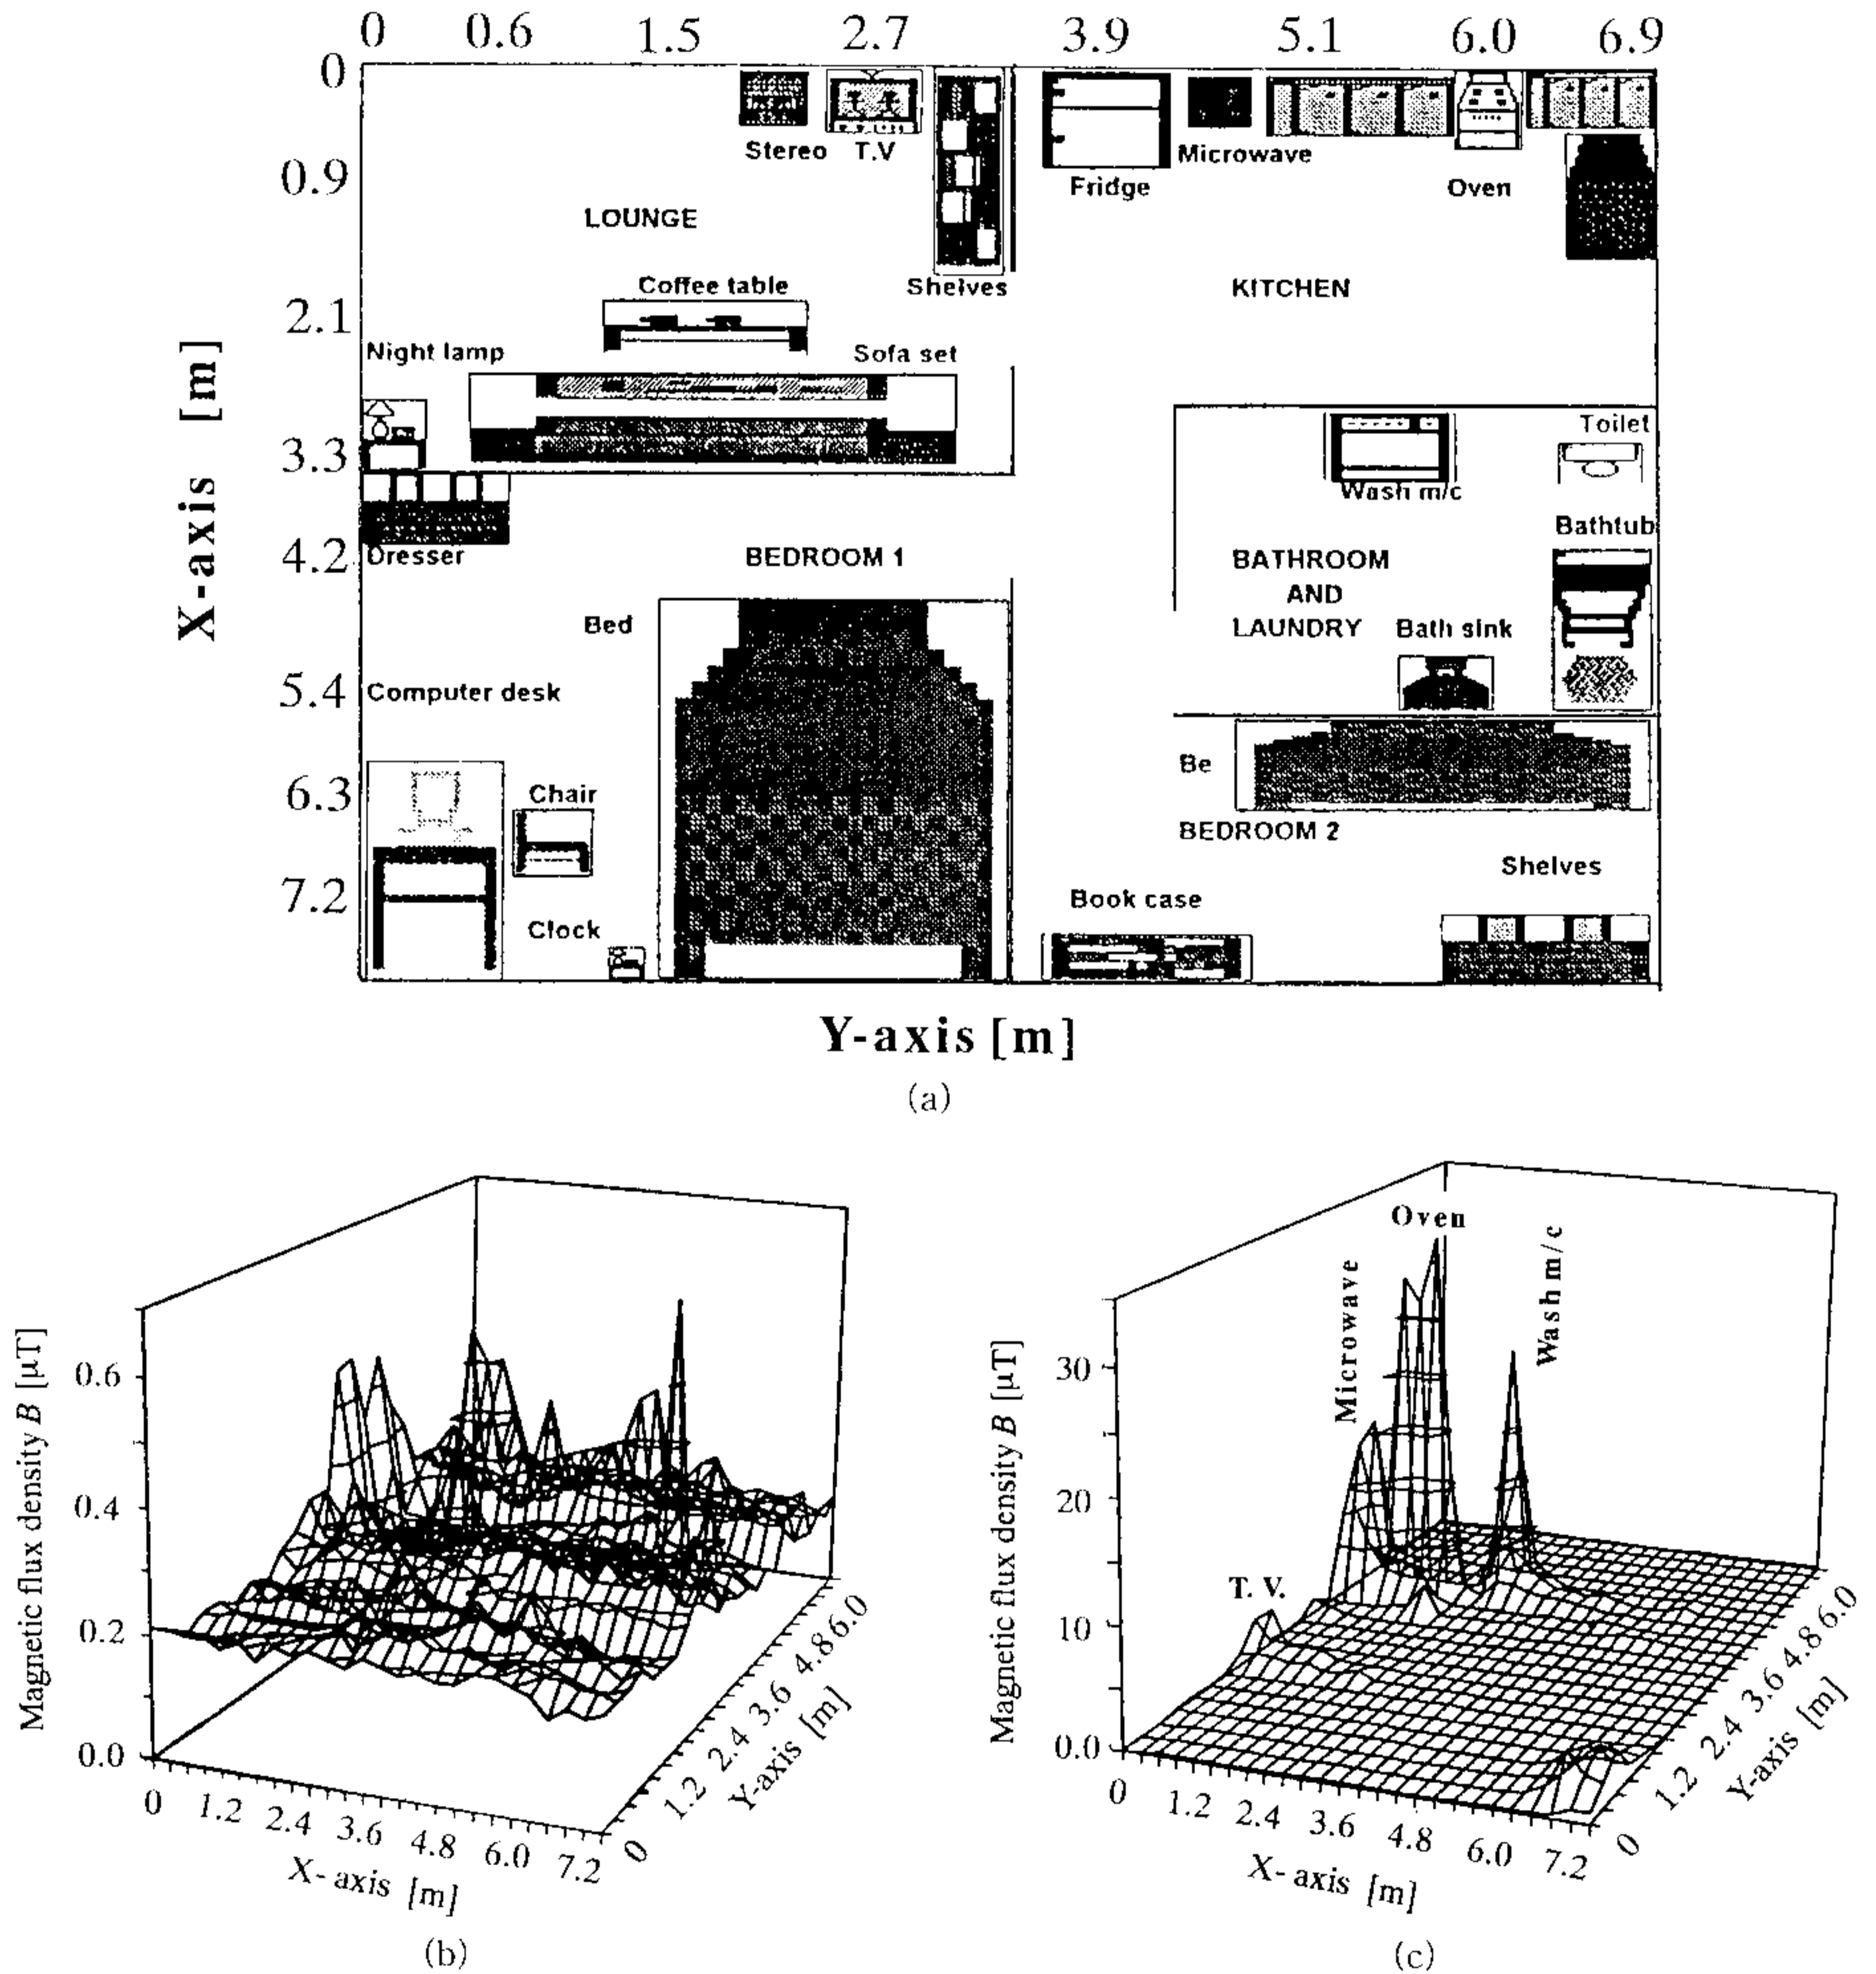 0 0.6 1.5 2.7 3.9 5.1 6.0 6.9
0
0.9
2.1
3.3
4.2
5.4
6.3
7.2
X-axis [m]
Stereo T.V
Microwave
Fridge
Oven
LOUNGE
Coffee table
Shelves
KITCHEN
Night lamp
Sofa set
Toilet
Wash m/c
Bathtub
Dresser
BEDROOM 1
BATHROOM
AND
LAUNDRY
Bed
Bath sink
Computer desk
Be
Chair
BEDROOM 2
Shelves
Book case
Clock
Y-axis [m]
(a)
Magnetic flux density B [μT]
0.6
0.4
0.2
0.0
0 1.2 2.4 3.6 4.8 6.0 7.2
X-axis [m]
0 1.2 2.4 3.6 4.8 6.0
Y-axis [m]
(b)
Magnetic flux density B [μT]
30
20
10
0.0
Oven
Microwave
Wash m/c
T. V.
0 1.2 2.4 3.6 4.8 6.0 7.2
X-axis [m]
0 1.2 2.4 3.6 4.8 6.0
Y-axis [m]
(c)